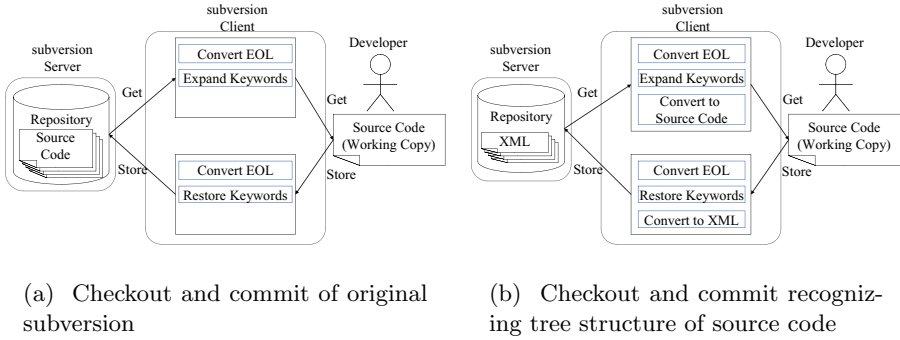 subversion
Client
subversion
Server
Convert EOL
Expand Keywords
Developer
Get
Get
Repository
Source
Code
Source Code
(Working Copy)
Store
Store
Convert EOL
Restore Keywords
(a) Checkout and commit of original
subversion
subversion
Client
subversion
Server
Convert EOL
Expand Keywords
Convert to
Source Code
Developer
Get
Get
Repository
XML
Source Code
(Working Copy)
Store
Store
Convert EOL
Restore Keywords
Convert to XML
(b) Checkout and commit recogniz-
ing tree structure of source code